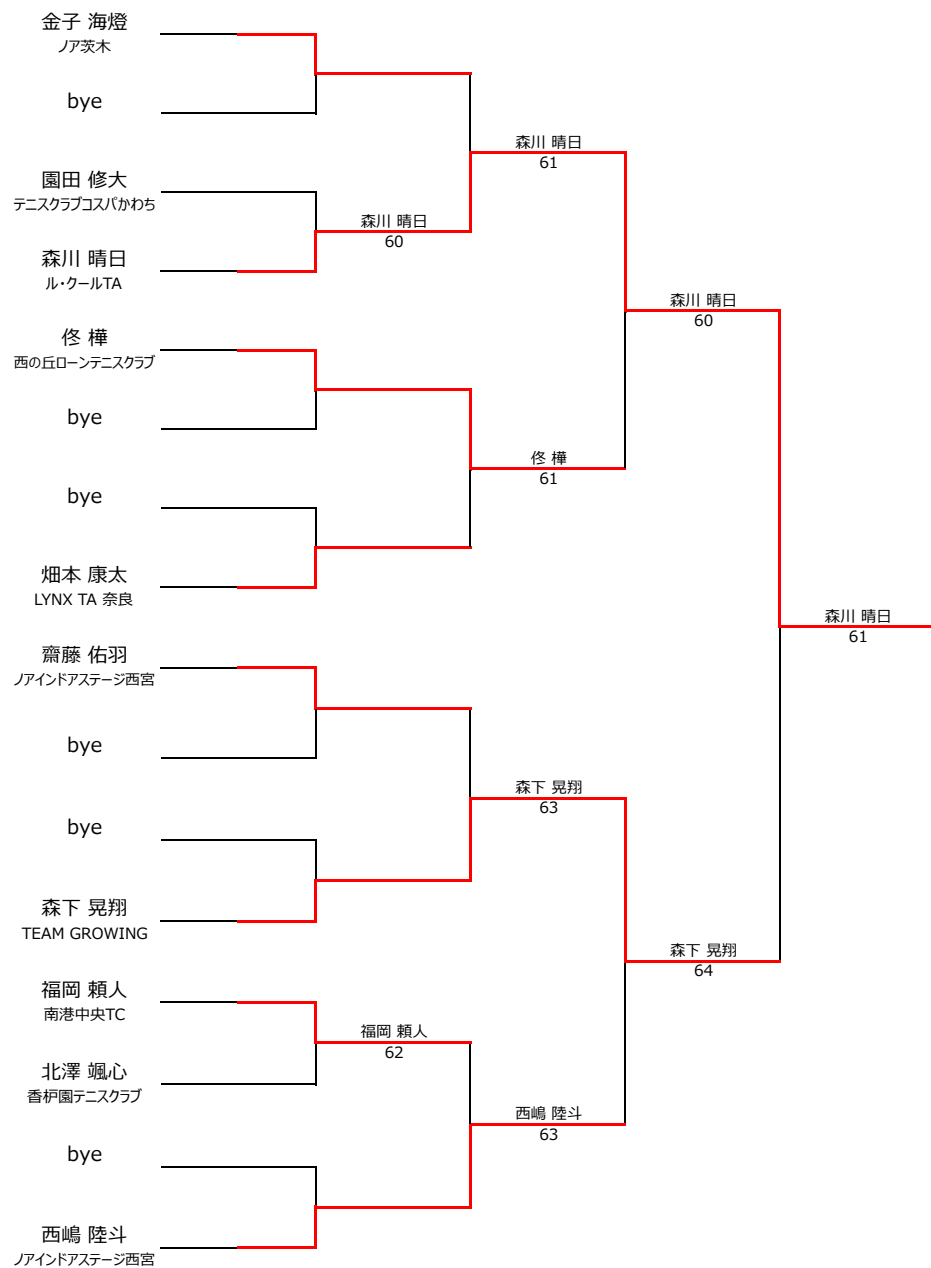 金子 海燈
ノア茨木
bye
園田 修大
テニスクラブコスパかわち
森川 晴日
ル・クールTA
佟 樺
西の丘ローンテニスクラブ
bye
bye
畑本 康太
LYNX TA 奈良
齋藤 佑羽
ノアインドアステージ西宮
bye
bye
森下 晃翔
TEAM GROWING
福岡 頼人
南港中央TC
北澤 颯心
香枦園テニスクラブ
bye
西嶋 陸斗
ノアインドアステージ西宮
森川 晴日
60
福岡 頼人
62
森川 晴日
61
佟 樺
61
森下 晃翔
63
西嶋 陸斗
63
森川 晴日
60
森下 晃翔
64
森川 晴日
61